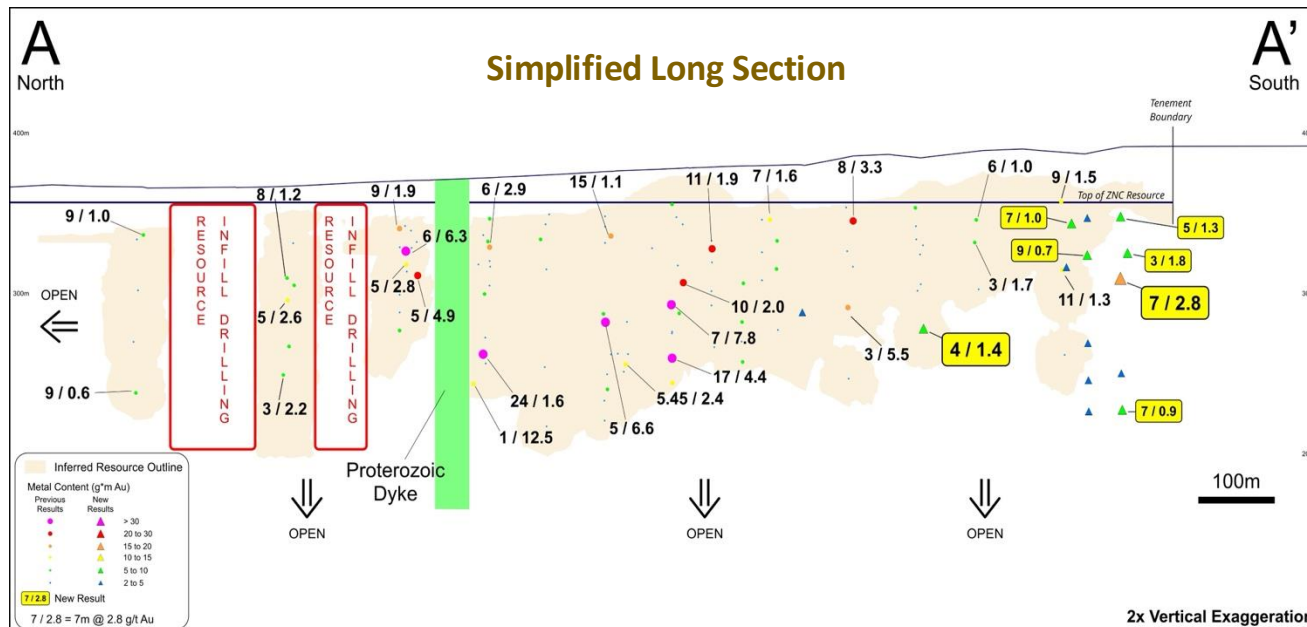 A
North
Simplified Long Section
A’
South
Tenement
Boundary
400m
Top of ZNC Resource
8 / 1.2
9 / 1.9
6 / 2.9
15 / 1.1
11 / 1.9
7 / 1.6
8 / 3.3
6 / 1.0
9 / 1.5
9 / 1.0
RESOURCE
INFILL DRILLING
RESOURCE
INFILL DRILLING
6 / 6.3
7 / 1.0
5 / 1.3
9 / 0.7
3 / 1.8
OPEN
300m
5 / 2.6
5 / 2.8
5 / 4.9
10 / 2.0
3 / 1.7
11 / 1.3
7 / 2.8
7 / 7.8
3 / 5.5
4 / 1.4
17 / 4.4
9 / 0.6
3 / 2.2
24 / 1.6
5.45 / 2.4
7 / 0.9
1 / 12.5
5 / 6.6
Proterozoic
Dyke
OPEN
OPEN
OPEN
100m
Inferred Resource Outline
Metal Content (g*m Au)
Previous
Results
New
Results
> 30
20 to 30
15 to 20
10 to 15
5 to 10
2 to 5
7 / 2.8 New Result
7 / 2.8 = 7m @ 2.8 g/t Au
2x Vertical Exaggeration